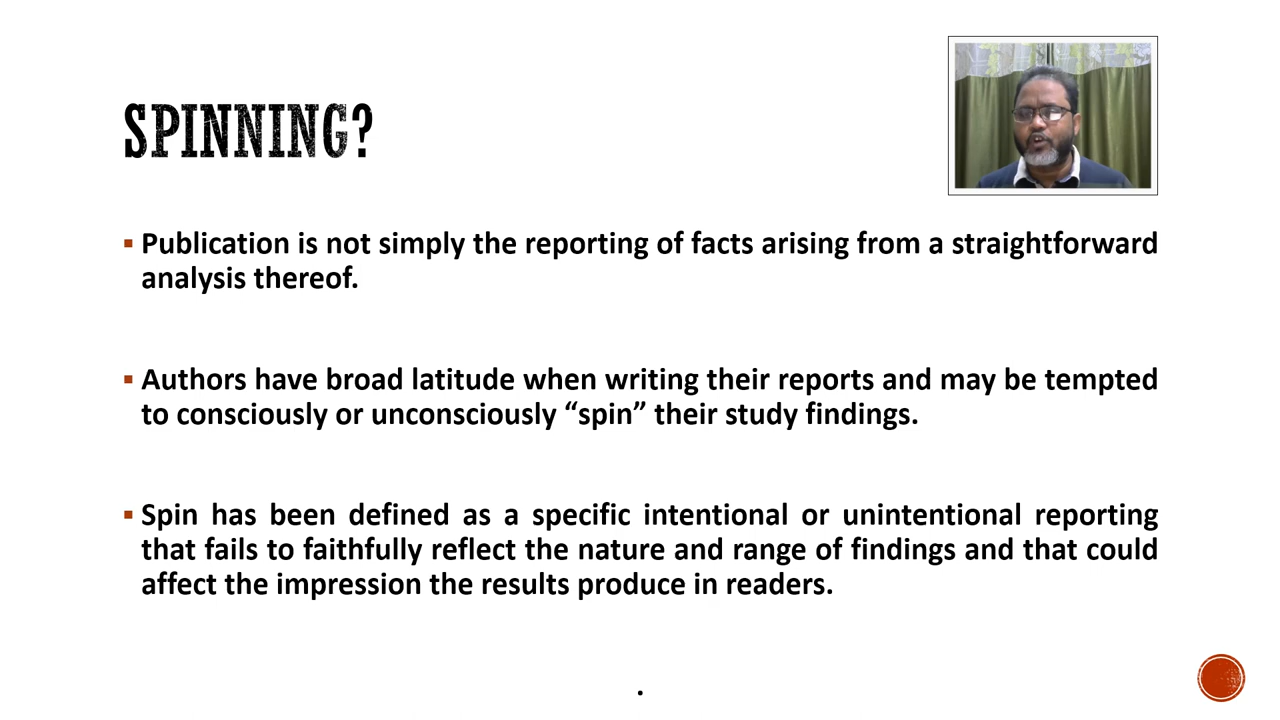 SPINNING?
Publication is not simply the reporting of facts arising from a straightforward
analysis thereof.
Authors have broad latitude when writing their reports and may be tempted
to consciously or unconsciously “spin” their study findings.
Spin has been defined as a specific intentional or unintentional reporting
that fails to faithfully reflect the nature and range of findings and that could
affect the impression the results produce in readers.
.